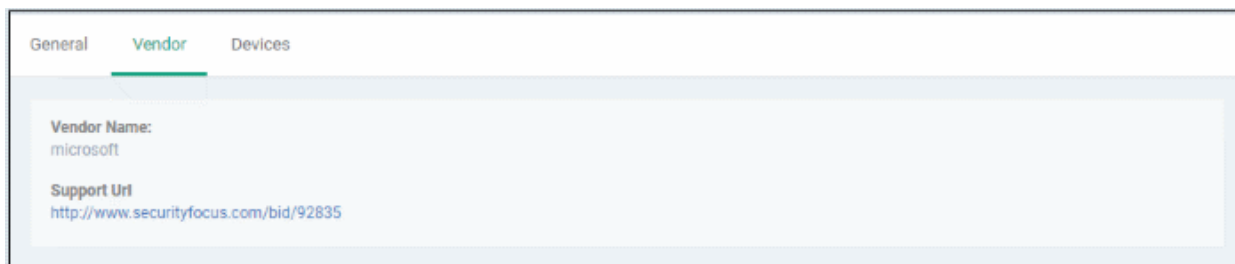 General Vendor Devices
Vendor Name:
microsoft
Support Url
http://www.securityfocus.com/bid/92835